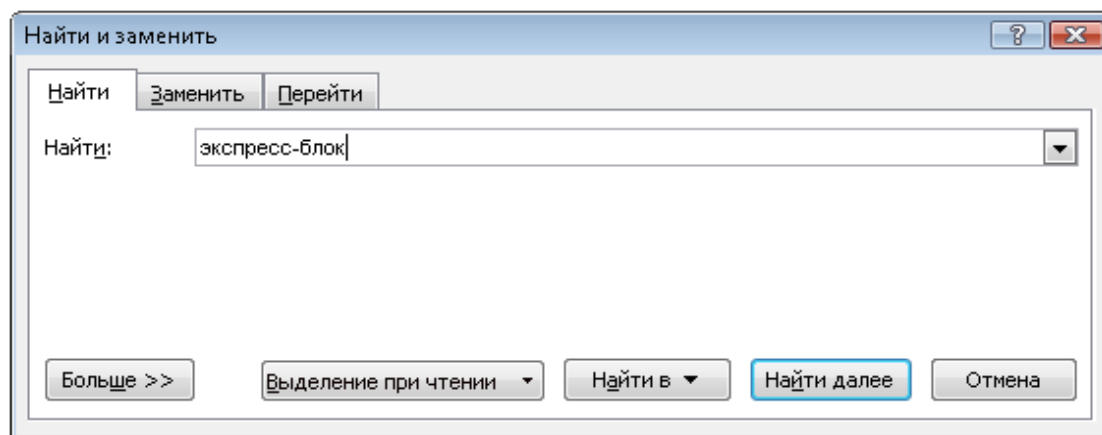 Найти и заменить
Найти Заменить Перейти
Найти: экспресс-блок
Больше >> Выделение при чтении Найти в Найти далее Отмена